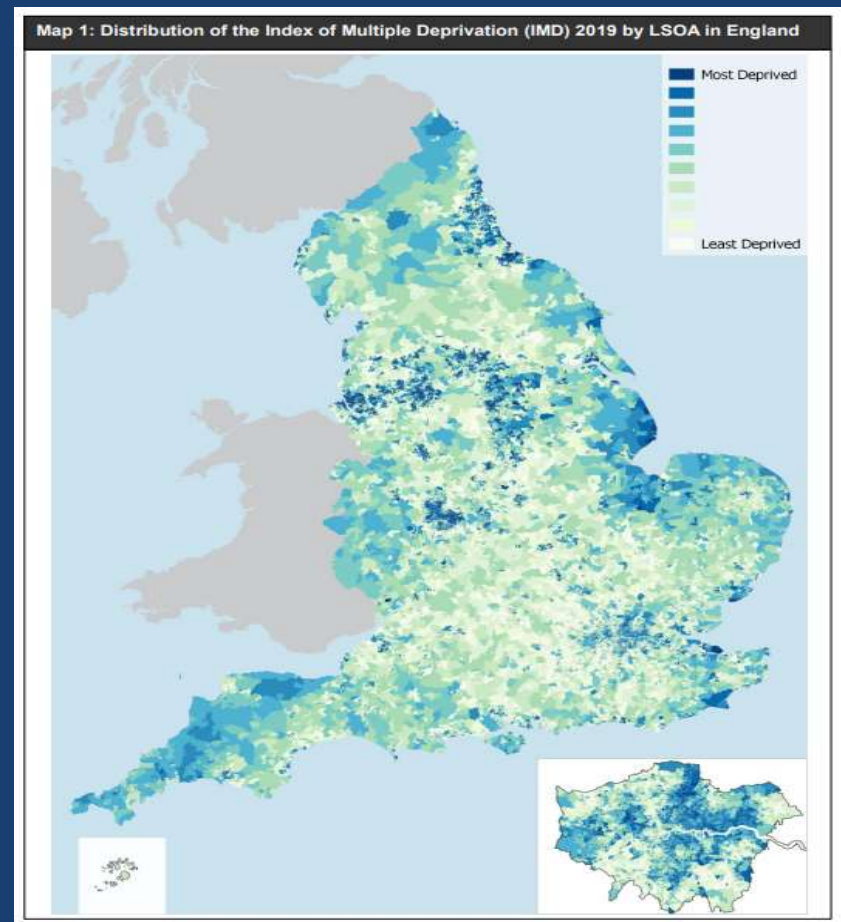 Map 1: Distribution of the Index of Multiple Deprivation (IMD) 2019 by LSOA in England
Most Deprived
Least Deprived